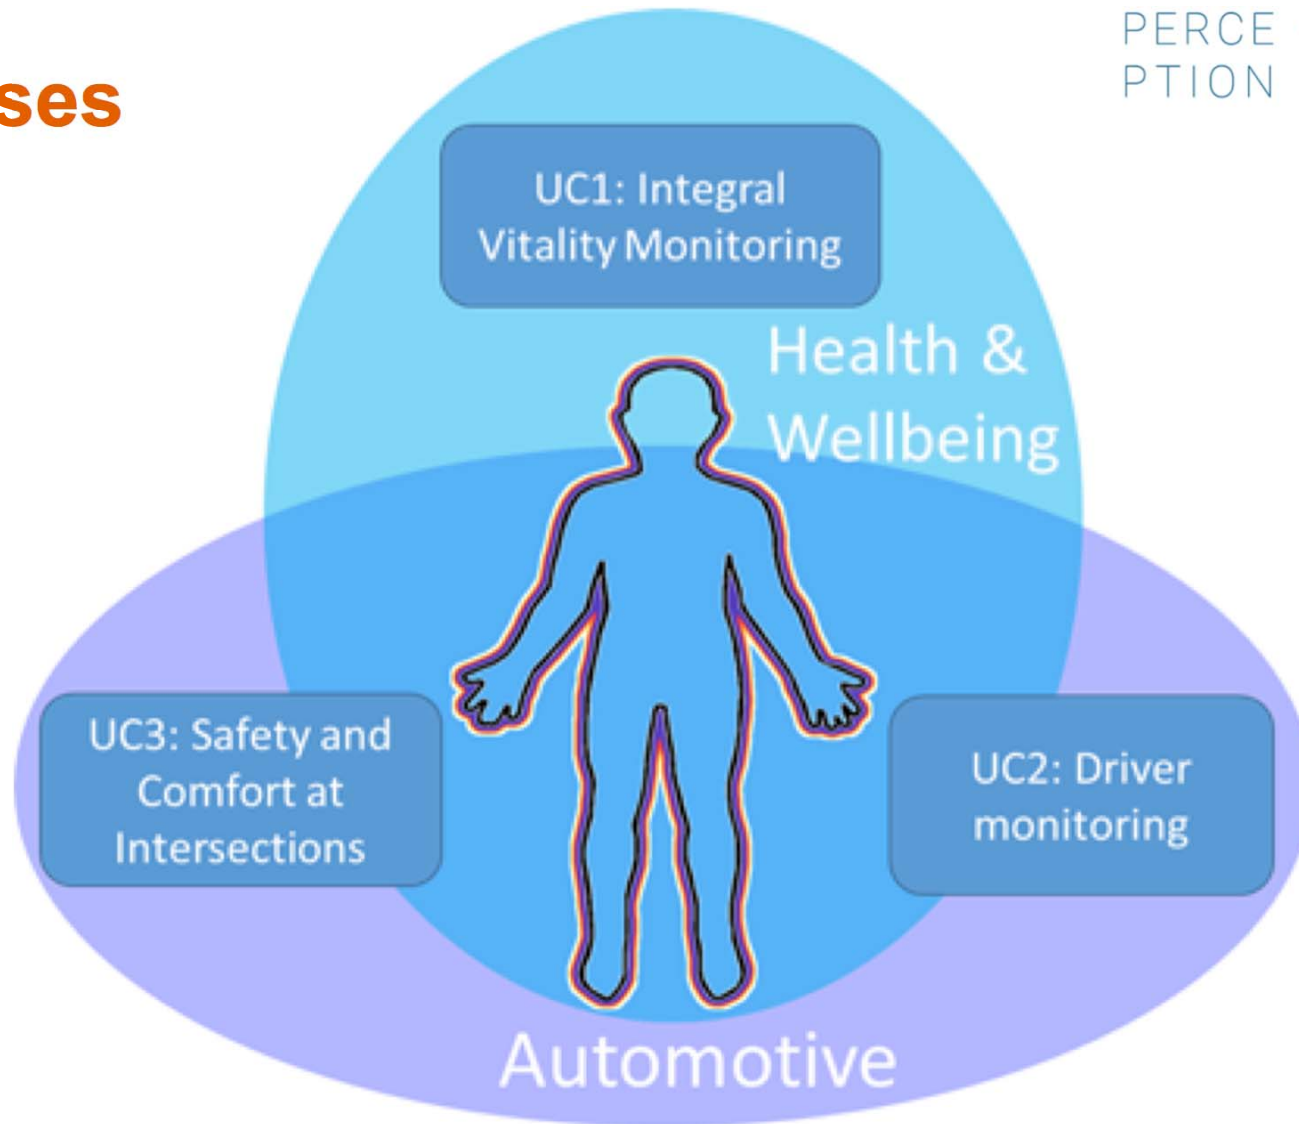 ses
PERCE
PTION
UC1: Integral
Vitality Monitoring
Health &
Wellbeing
UC3: Safety and
Comfort at
Intersections
UC2: Driver
monitoring
Automotive